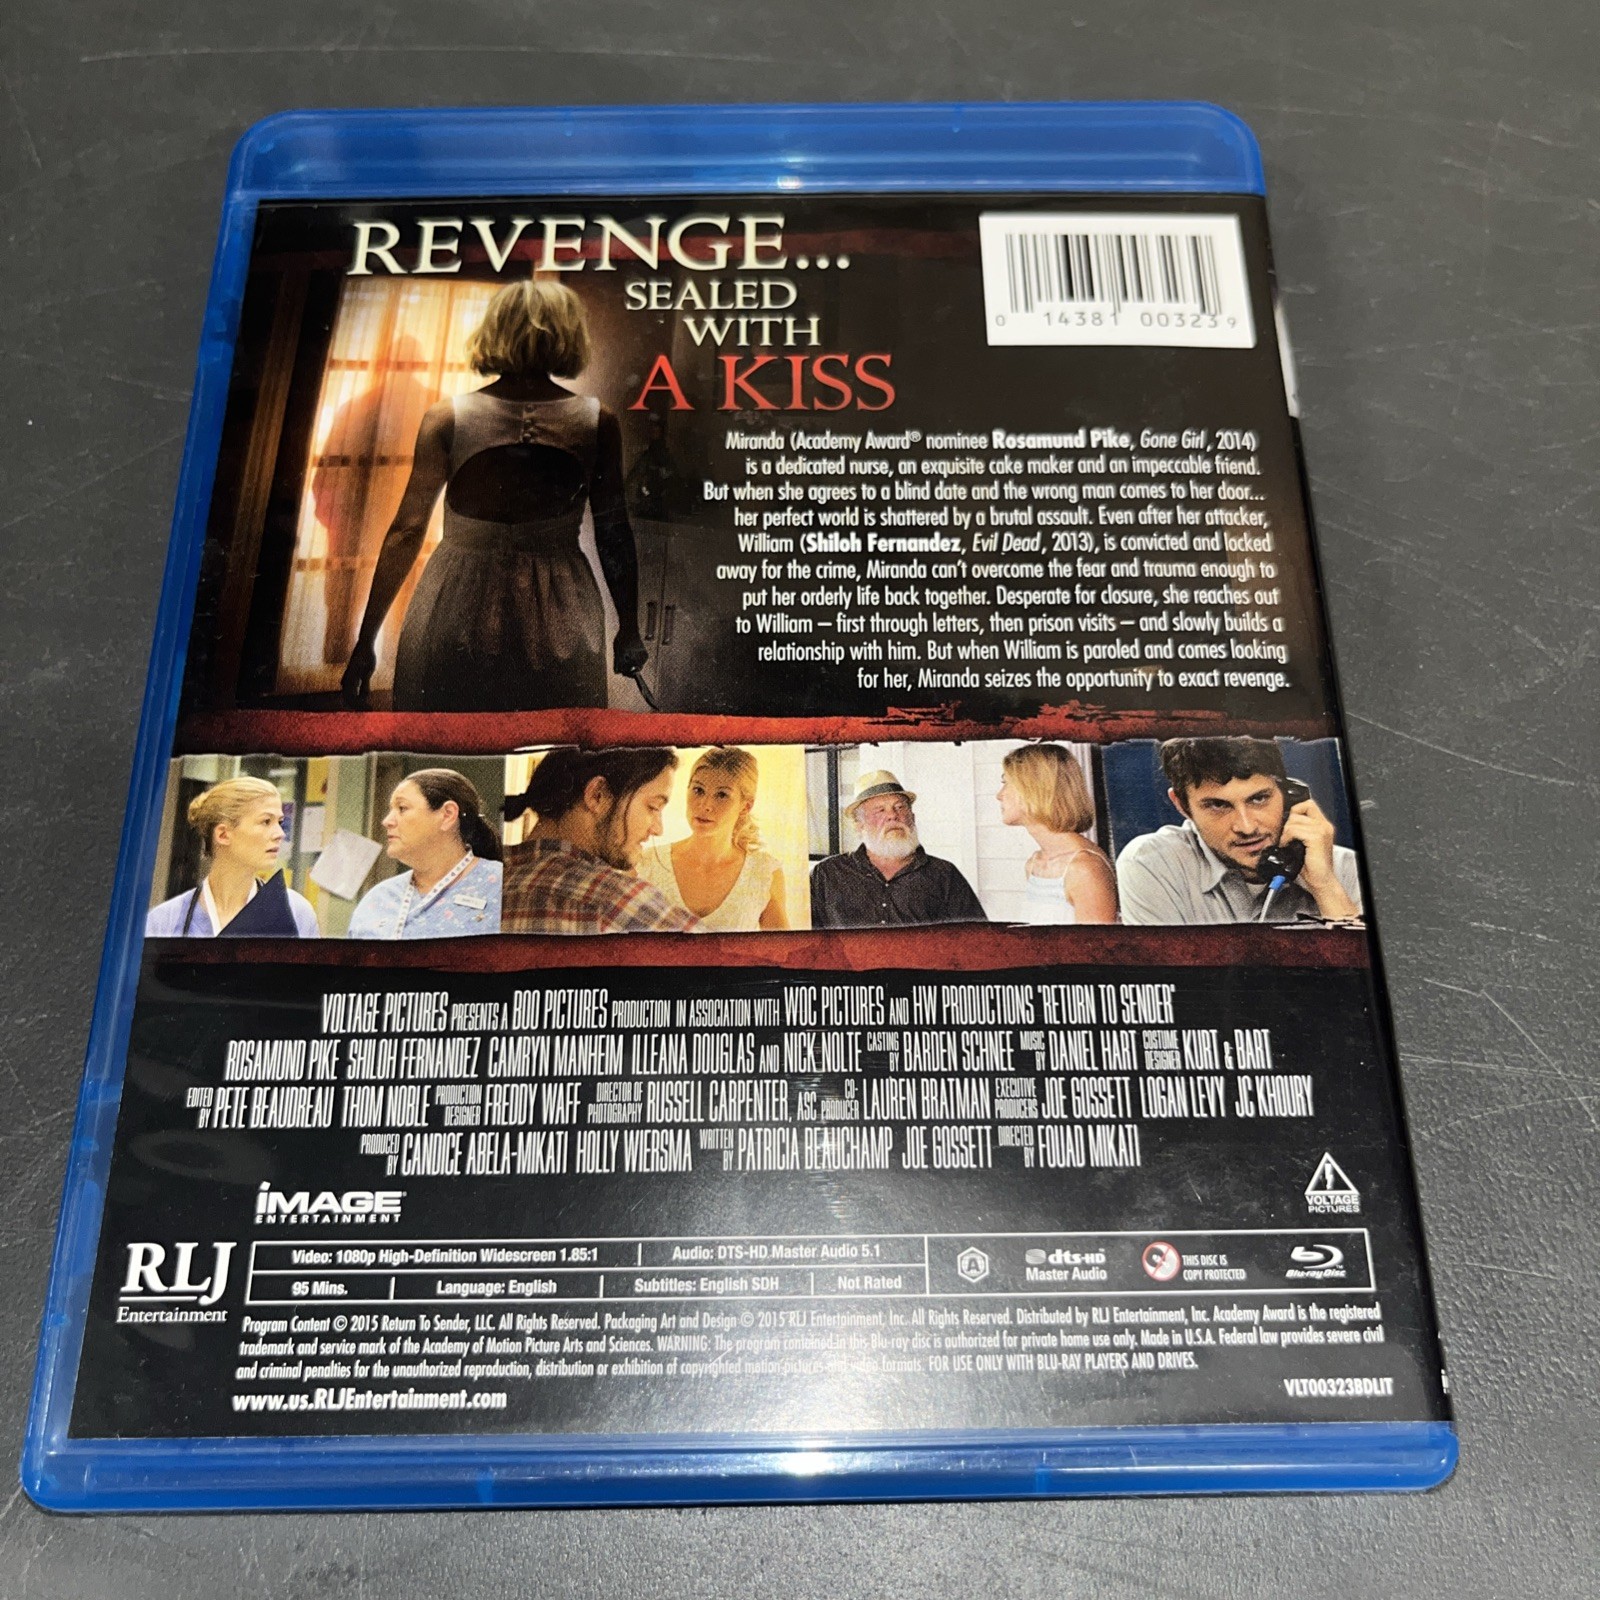 REVENGE...
SEALED
WITH
A KISS
0 14381 00323 9
Miranda (Academy Award® nominee Rosamund Pike, Gone Girl, 2014)
is a dedicated nurse, an exquisite cake maker and an impeccable friend.
But when she agrees to a blind date and the wrong man comes to her door...
her perfect world is shattered by a brutal assault. Even after her attacker,
William (Shiloh Fernandez, Evil Dead, 2013), is convicted and locked
away for the crime, Miranda can't overcome the fear and trauma enough to
put her orderly life back together. Desperate for closure, she reaches out
to William – first through letters, then prison visits – and slowly builds a
relationship with him. But when William is paroled and comes looking
for her, Miranda seizes the opportunity to exact revenge.
VOLTAGE PICTURES PRESENTS A BOO PICTURES PRODUCTION IN ASSOCIATION WITH WOC PICTURES AND HW PRODUCTIONS "RETURN TO SENDER"
ROSAMUND PIKE SHILOH FERNANDEZ CAMRYN MANHEIM ILLEANA DOUGLAS AND NICK NOLTE CASTING BY BARDEN SCHNEE MUSIC BY DANIEL HART COSTUME DESIGNER KURT & BART
EDITED BY PETE BEAUDREAU THOM NOBLE PRODUCTION DESIGNER FREDDY WAFF DIRECTOR OF PHOTOGRAPHY RUSSELL CARPENTER, ASC CO-PRODUCER LAUREN BRATMAN EXECUTIVE PRODUCERS JOE GOSSETT LOGAN LEVY JC KHOURY
PRODUCED BY CANDICE ABELA-MIKATI HOLLY WIERSMA WRITTEN BY PATRICIA BEAUCHAMP JOE GOSSETT DIRECTED BY FOUAD MIKATI
iMAGE
ENTERTAINMENT
VOLTAGE
PICTURES
RLJ
Entertainment
Video: 1080p High-Definition Widescreen 1.85:1
Audio: DTS-HD Master Audio 5.1
95 Mins.
Language: English
Subtitles: English SDH
Not Rated
A
dts-HD
Master Audio
THIS DISC IS
COPY PROTECTED
Blu-ray Disc
Program Content © 2015 Return To Sender, LLC. All Rights Reserved. Packaging Art and Design © 2015 RLJ Entertainment, Inc. All Rights Reserved. Distributed by RLJ Entertainment, Inc. Academy Award is the registered
trademark and service mark of the Academy of Motion Picture Arts and Sciences. WARNING: The program contained in this Blu-ray disc is authorized for private home use only. Made in U.S.A. Federal law provides severe civil
and criminal penalties for the unauthorized reproduction, distribution or exhibition of copyrighted motion pictures and video formats. FOR USE ONLY WITH BLU-RAY PLAYERS AND DRIVES.
www.us.RLJEntertainment.com
VLT00323BDLIT